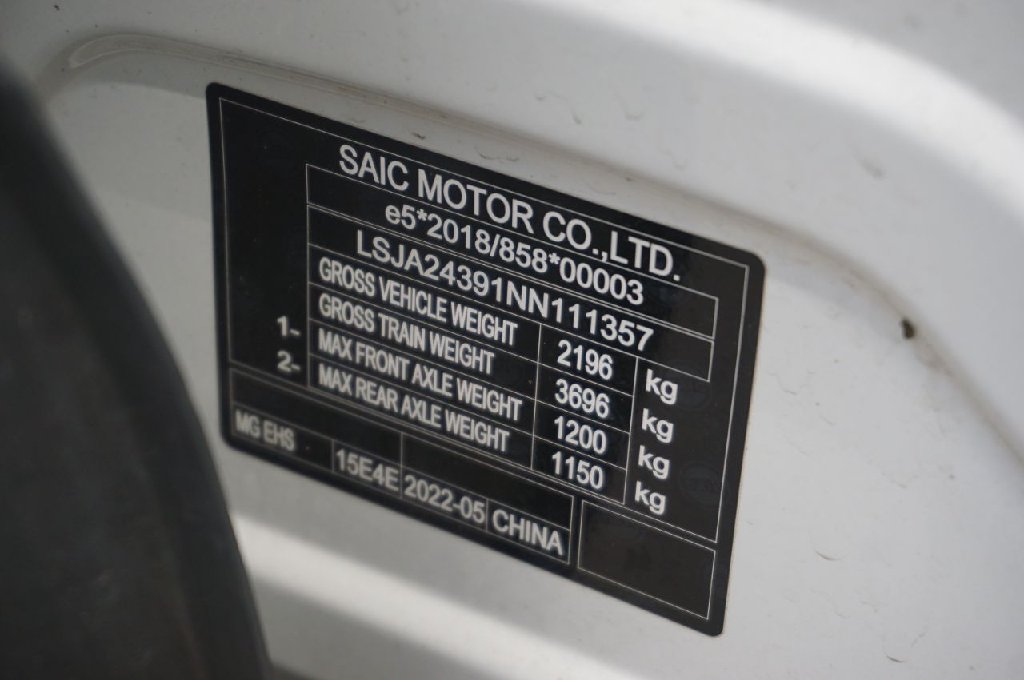 SAIC MOTOR CO.,LTD.
e5*2018/858*00003
LSJA24391NN111357
GROSS VEHICLE WEIGHT 2196 kg
GROSS TRAIN WEIGHT 3696 kg
1- MAX FRONT AXLE WEIGHT 1200 kg
2- MAX REAR AXLE WEIGHT 1150 kg
MG EHS 15E4E 2022-05 CHINA